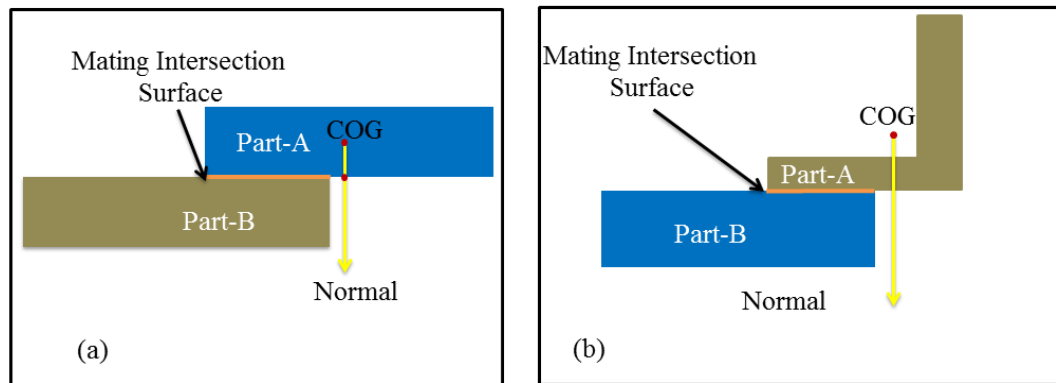 Mating Intersection
Surface
COG
Part-A
Part-B
Normal
(a)
Mating Intersection
Surface
COG
Part-A
Part-B
Normal
(b)